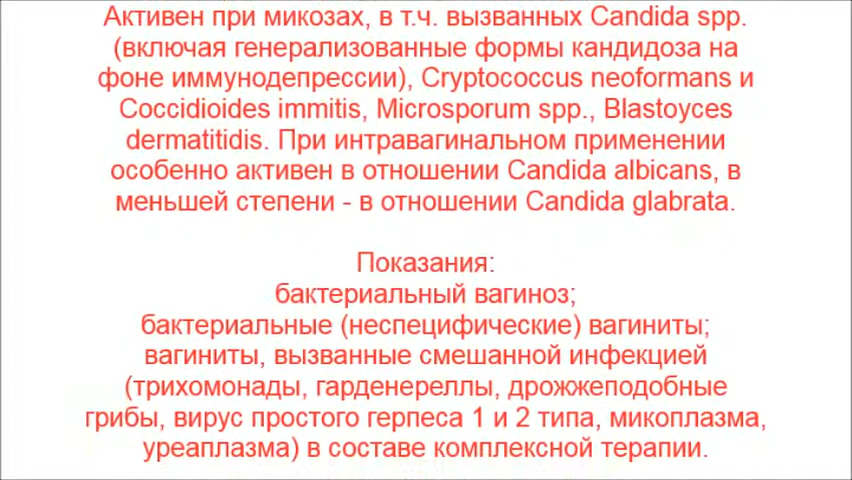 Активен при микозах, в т.ч. вызванных Candida spp.
(включая генерализованные формы кандидоза на
фоне иммунодепрессии), Cryptococcus neoformans и
Coccidioides immitis, Microsporum spp., Blastoyces
dermatitidis. При интравагинальном применении
особенно активен в отношении Candida albicans, в
меньшей степени - в отношении Candida glabrata.
Показания:
бактериальный вагиноз;
бактериальные (неспецифические) вагиниты;
вагиниты, вызванные смешанной инфекцией
(трихомонады, гарденереллы, дрожжеподобные
грибы, вирус простого герпеса 1 и 2 типа, микоплазма,
уреаплазма) в составе комплексной терапии.